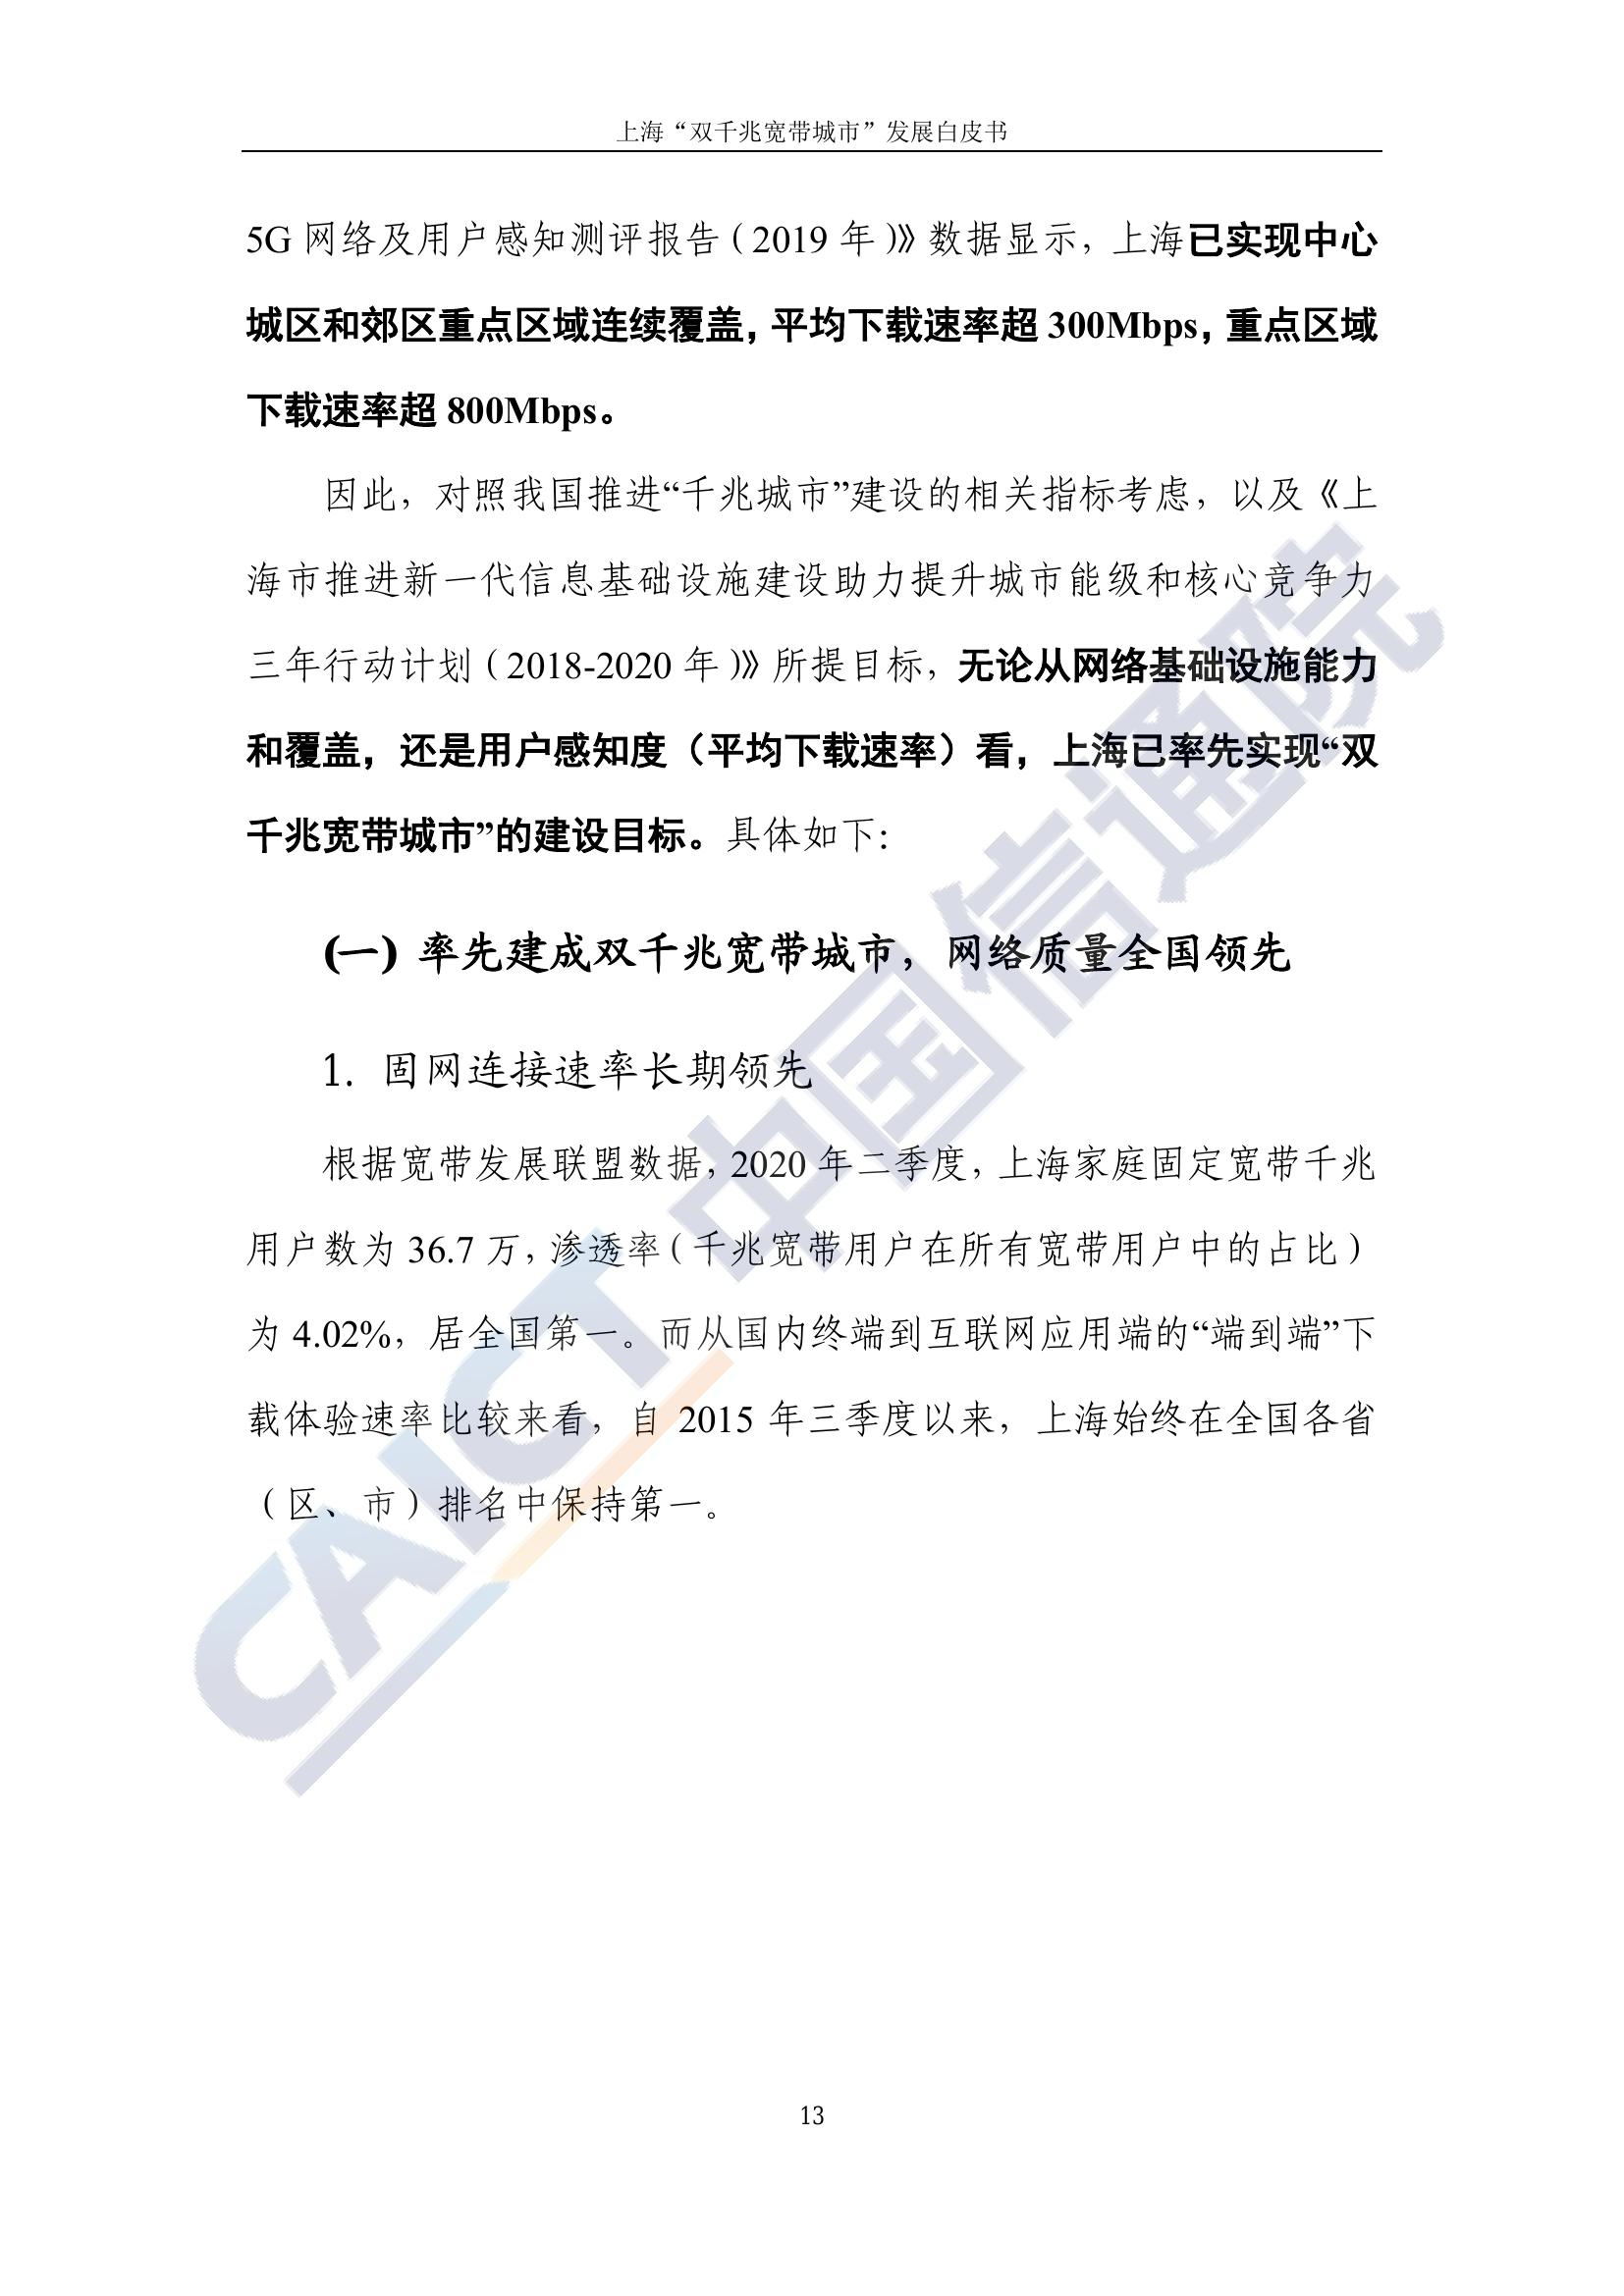 上海“双千兆宽带城市”发展白皮书
5G 网络及用户感知测评报告（2019 年）》数据显示，上海已实现中心
城区和郊区重点区域连续覆盖，平均下载速率超 300Mbps，重点区域
下载速率超 800Mbps。
因此，对照我国推进“千兆城市”建设的相关指标考虑，以及《上
海市推进新一代信息基础设施建设助力提升城市能级和核心竞争力
三年行动计划（2018-2020 年）》所提目标，无论从网络基础设施能力
和覆盖，还是用户感知度（平均下载速率）看，上海已率先实现“双
千兆宽带城市”的建设目标。具体如下：
(一) 率先建成双千兆宽带城市，网络质量全国领先
1. 固网连接速率长期领先
根据宽带发展联盟数据，2020 年二季度，上海家庭固定宽带千兆
用户数为 36.7 万，渗透率（千兆宽带用户在所有宽带用户中的占比）
为 4.02%，居全国第一。而从国内终端到互联网应用端的“端到端”下
载体验速率比较来看，自 2015 年三季度以来，上海始终在全国各省
（区、市）排名中保持第一。
CAICT 中国信通院
13